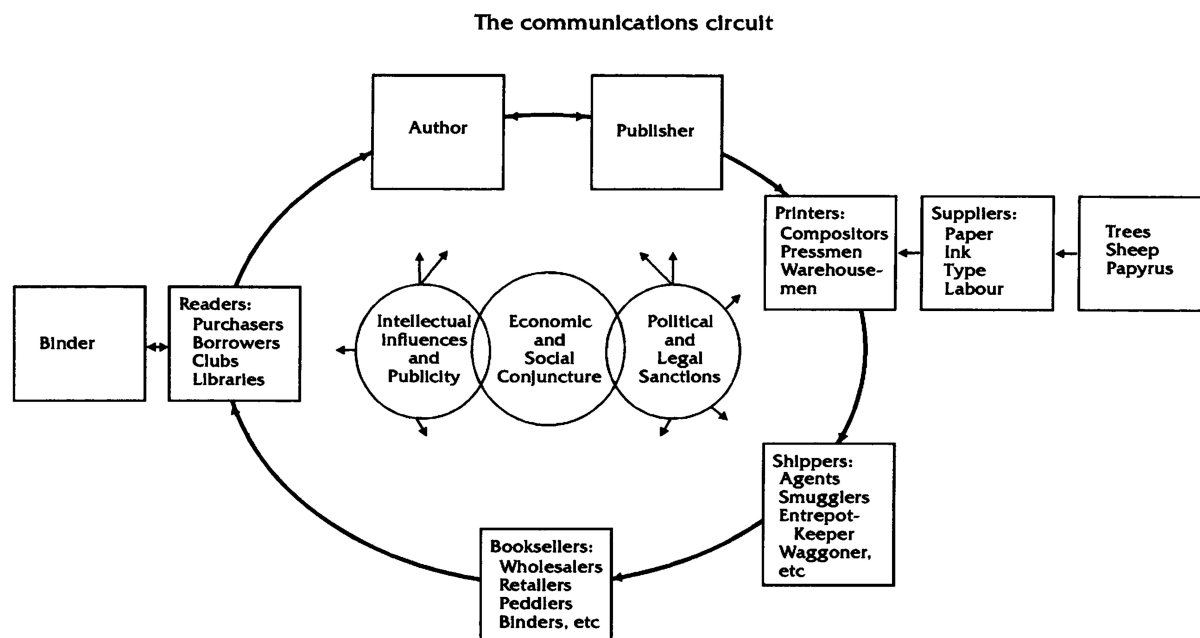 The communications circuit
Author
Publisher
Printers:
Compositors
Pressmen
Warehouse-
men
Suppliers:
Paper
Ink
Type
Labour
Trees
Sheep
Papyrus
Binder
Readers:
Purchasers
Borrowers
Clubs
Libraries
Intellectual
Influences
and
Publicity
Economic
and
Social
Conjuncture
Political
and
Legal
Sanctions
Shippers:
Agents
Smugglers
Entrepot-
Keeper
Waggoner,
etc
Booksellers:
Wholesalers
Retailers
Peddlers
Binders, etc